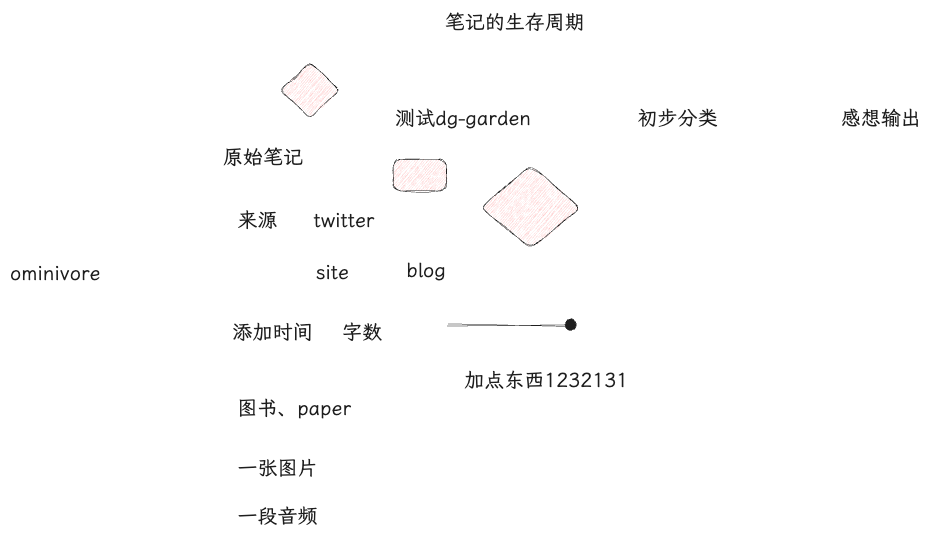 笔记的生存周期
测试dg-garden 初步分类 感想输出
原始笔记
来源 twitter
ominivore site blog
添加时间 字数
加点东西1232131
图书、paper
一张图片
一段音频